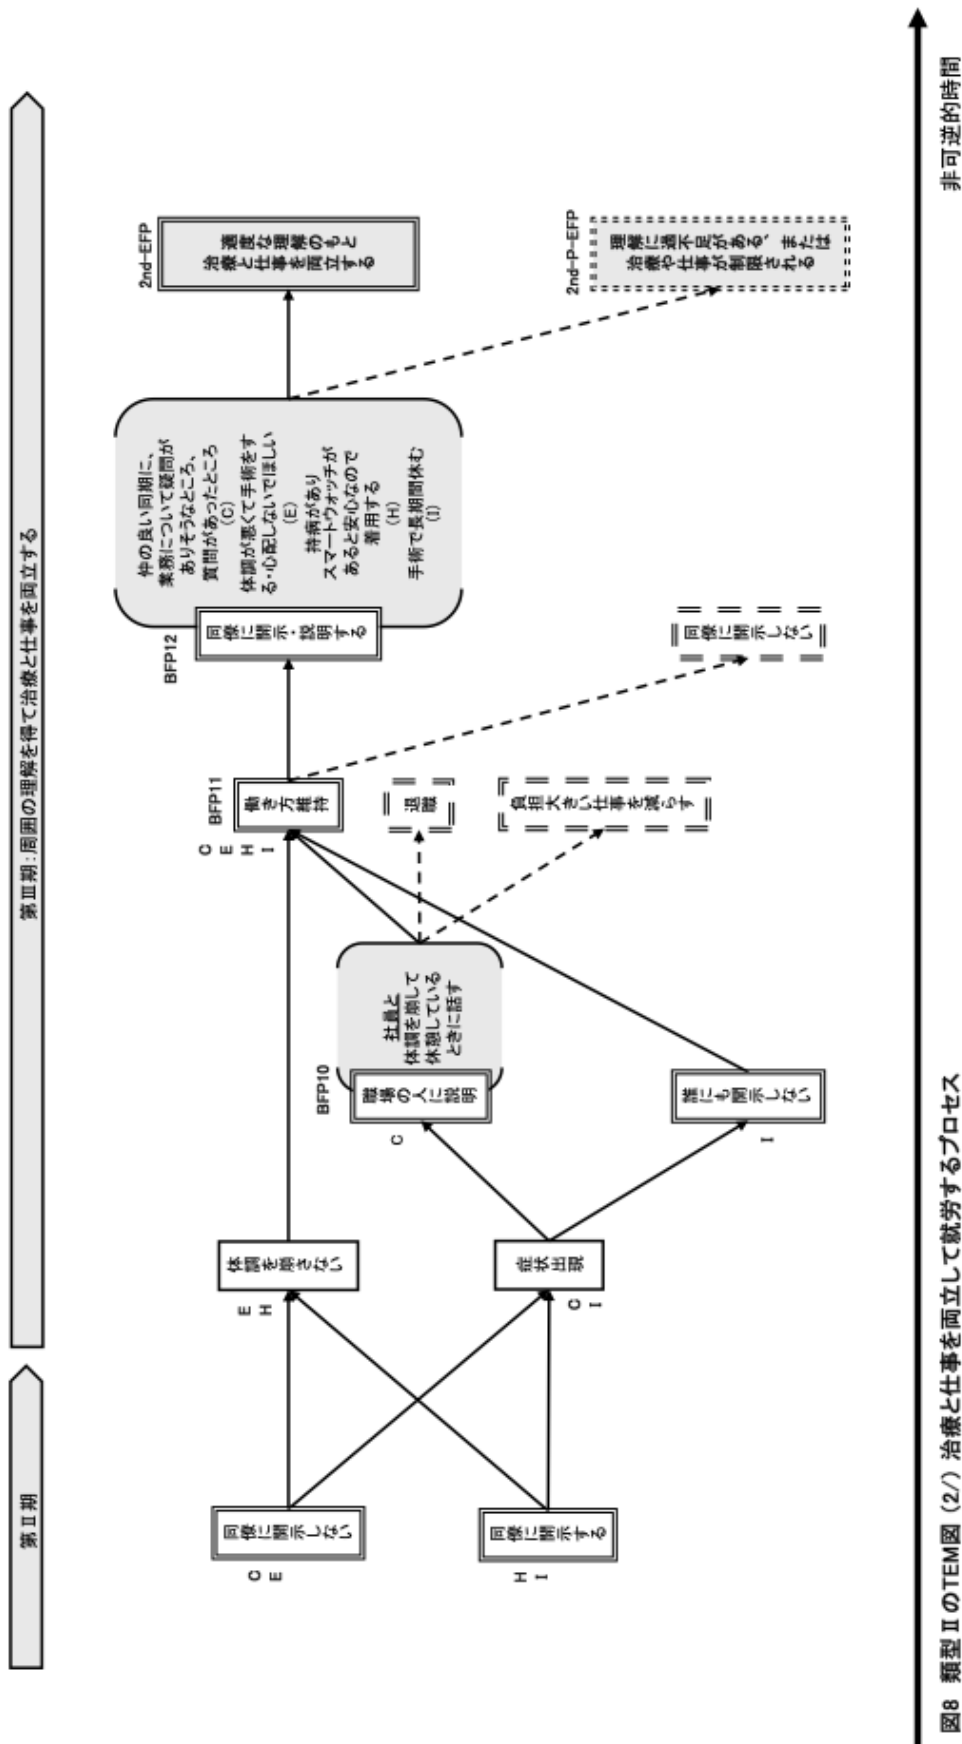 第Ⅱ期
第Ⅲ期：周囲の理解を得て治療と仕事を両立する
同僚に開示しない
C
E
同僚に開示する
H
I
体調を崩さない
E
H
症状出現
C
I
BFP10
職場の人に説明
C
社員と
体調を崩して
休憩している
ときに話す
誰にも開示しない
I
BFP11
働き方維持
C
E
H
I
退職
負担大きい仕事を減らす
BFP12
同僚に開示・説明する
仲の良い同期に、
業務について疑問が
ありそうなところ、
質問があったところ
(C)
体調が悪くて手術をす
る・心配しないでほしい
(E)
持病があり
スマートウォッチが
あると安心なので
着用する
(H)
手術で長期間休む
(I)
同僚に開示しない
2nd-EFP
適度な理解のもと
治療と仕事を両立する
2nd-P-EFP
理解に過不足がある、または
治療や仕事が制限される
非可逆的時間
図8 類型ⅡのTEM図（2/）治療と仕事を両立して就労するプロセス